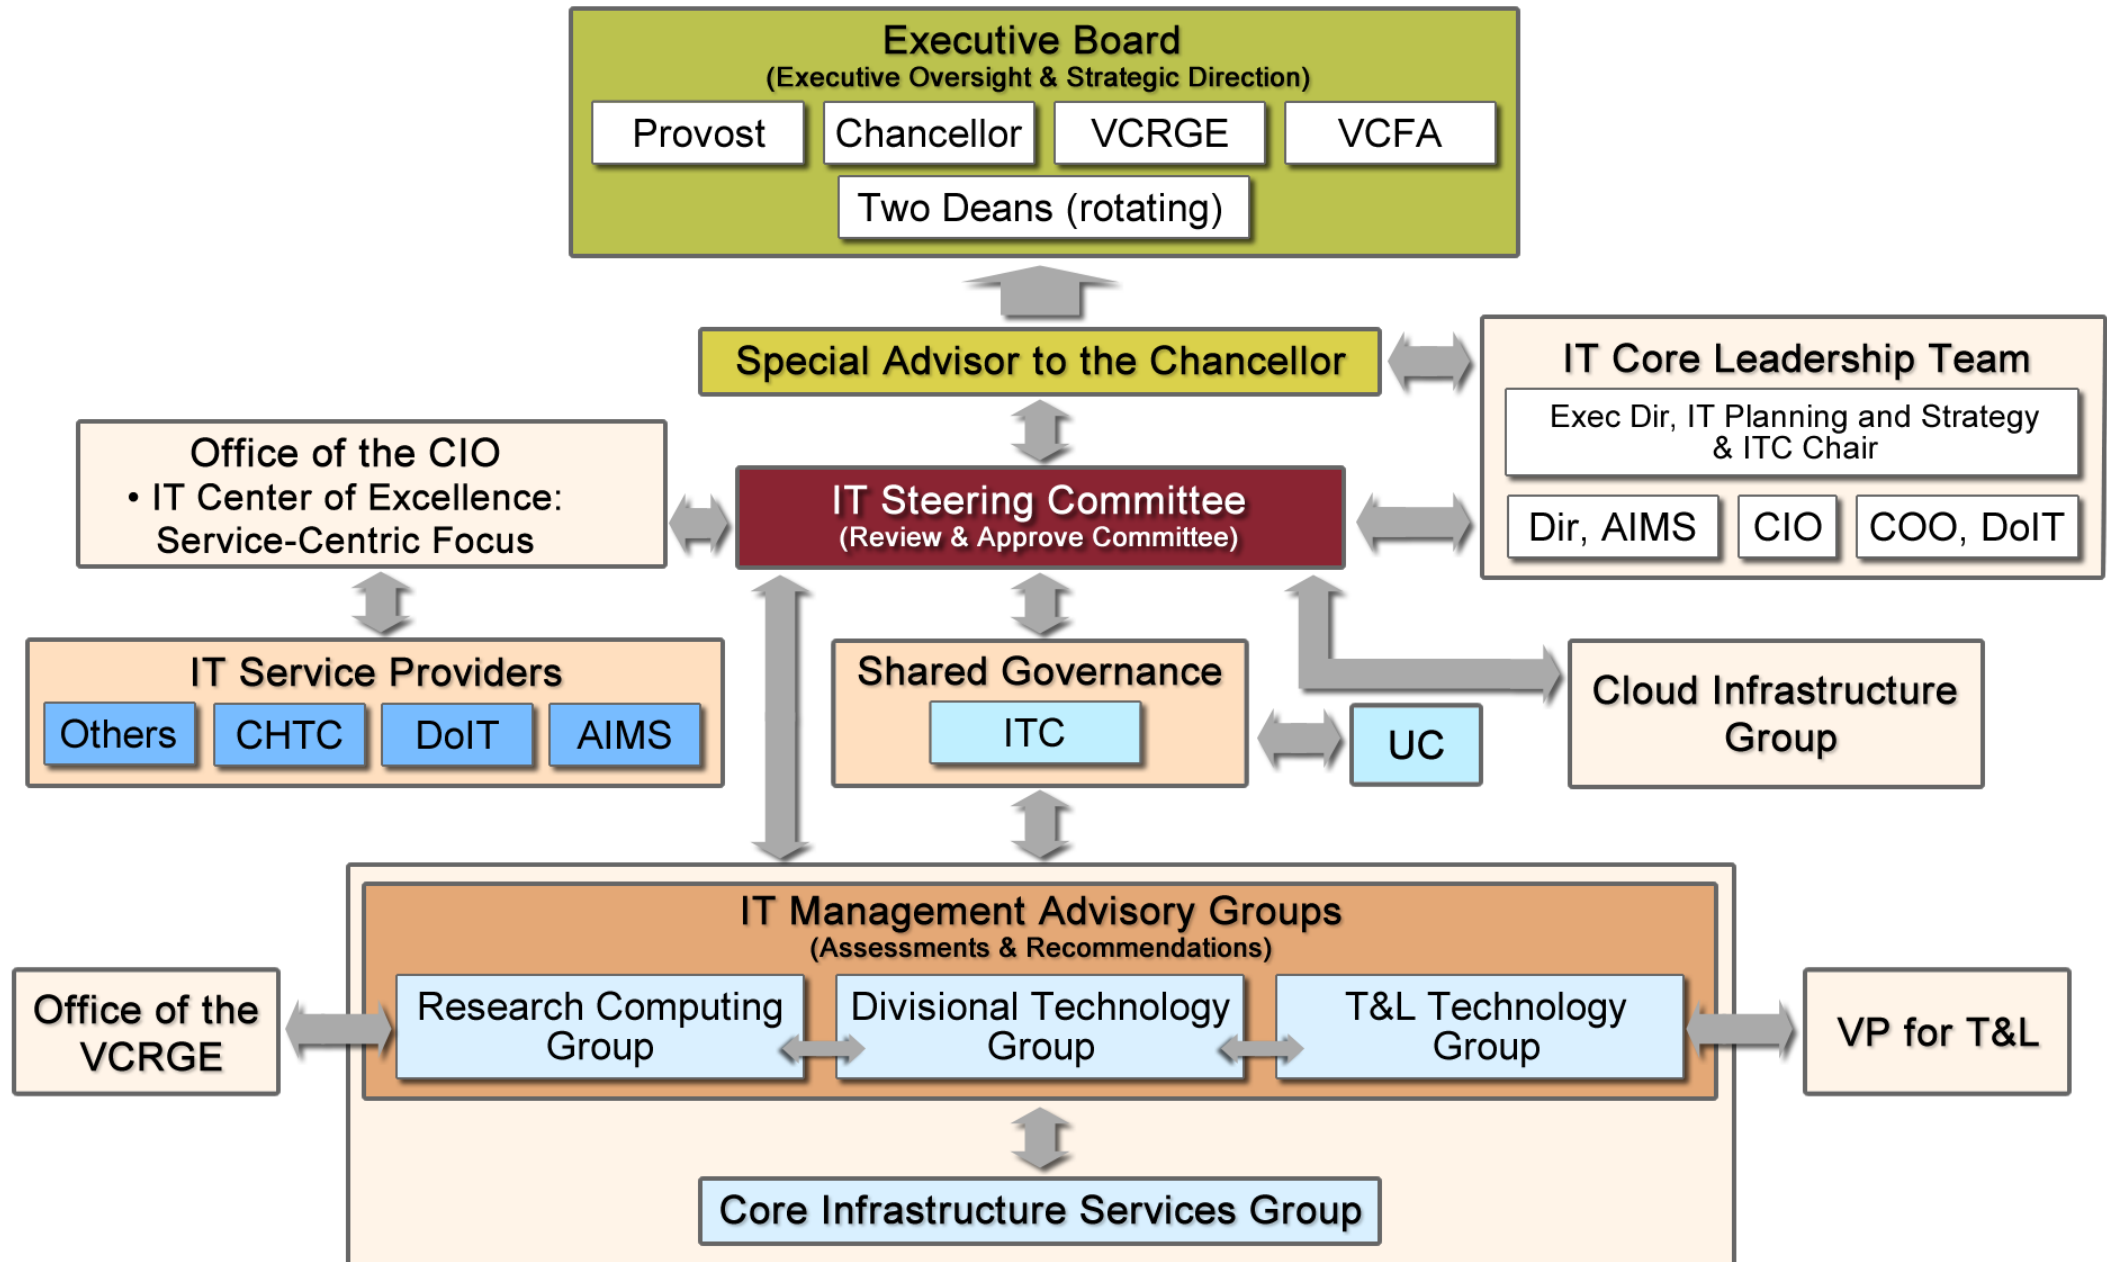 Executive Board
(Executive Oversight & Strategic Direction)
Provost
Chancellor
VCRGE
VCFA
Two Deans (rotating)
Special Advisor to the Chancellor
IT Core Leadership Team
Exec Dir, IT Planning and Strategy
& ITC Chair
Dir, AIMS
CIO
COO, DoIT
Office of the CIO
• IT Center of Excellence:
Service-Centric Focus
IT Steering Committee
(Review & Approve Committee)
IT Service Providers
Others
CHTC
DoIT
AIMS
Shared Governance
ITC
UC
Cloud Infrastructure
Group
IT Management Advisory Groups
(Assessments & Recommendations)
Office of the
VCRGE
Research Computing
Group
Divisional Technology
Group
T&L Technology
Group
VP for T&L
Core Infrastructure Services Group